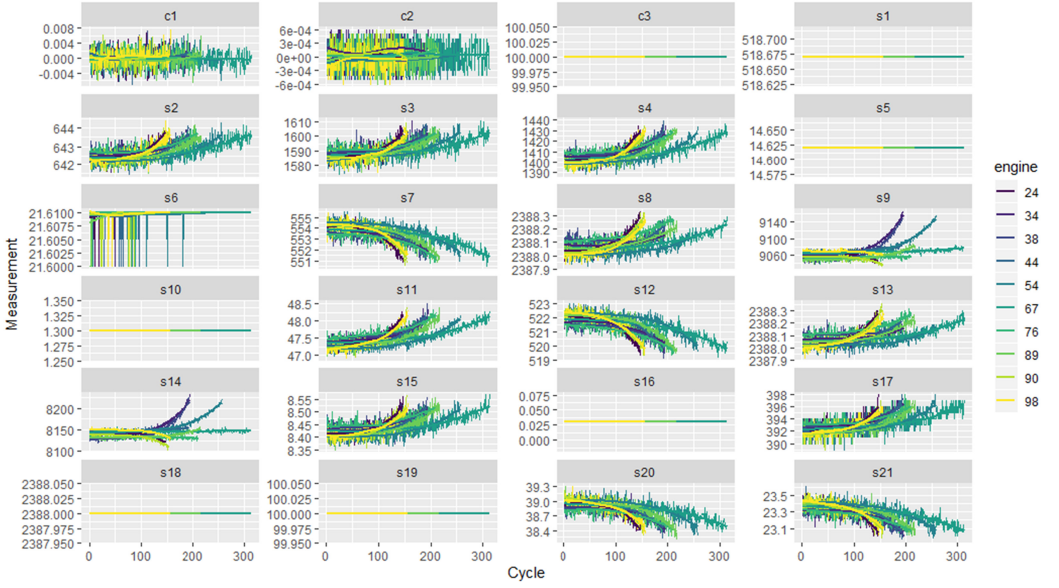 c1 c2 c3 s1
0.008 6e-04 100.050
0.004 3e-04 100.025 518.700
0.000 0e+00 100.000 518.675
-0.004 -3e-04 99.975 518.650
-6e-04 99.950 518.625
s2 s3 s4 s5
644 1610 1440 14.650
643 1600 1430 14.625
642 1590 1420 14.600
1580 1410 14.575
1400
1390
s6 s7 s8 s9
21.6100 555 2388.3 9140
21.6075 554 2388.2 9100
21.6050 553 2388.1 9060
21.6025 552 2388.0
21.6000 551 2387.9
s10 s11 s12 s13
1.350 48.5 523 2388.3
1.325 48.0 522 2388.2
1.300 47.5 521 2388.1
1.275 47.0 520 2388.0
1.250 519 2387.9
s14 s15 s16 s17
8200 8.55 0.075 398
8150 8.50 0.050 396
8100 8.45 0.025 394
8.40 0.000 392
8.35 390
s18 s19 s20 s21
2388.050 100.050 39.3 23.5
2388.025 100.025 39.0 23.3
2388.000 100.000 38.7 23.1
2387.975 99.975 38.4
2387.950 99.950
0 100 200 300 0 100 200 300 0 100 200 300 0 100 200 300
Cycle
Measurement
engine
24
34
38
44
54
67
76
89
90
98